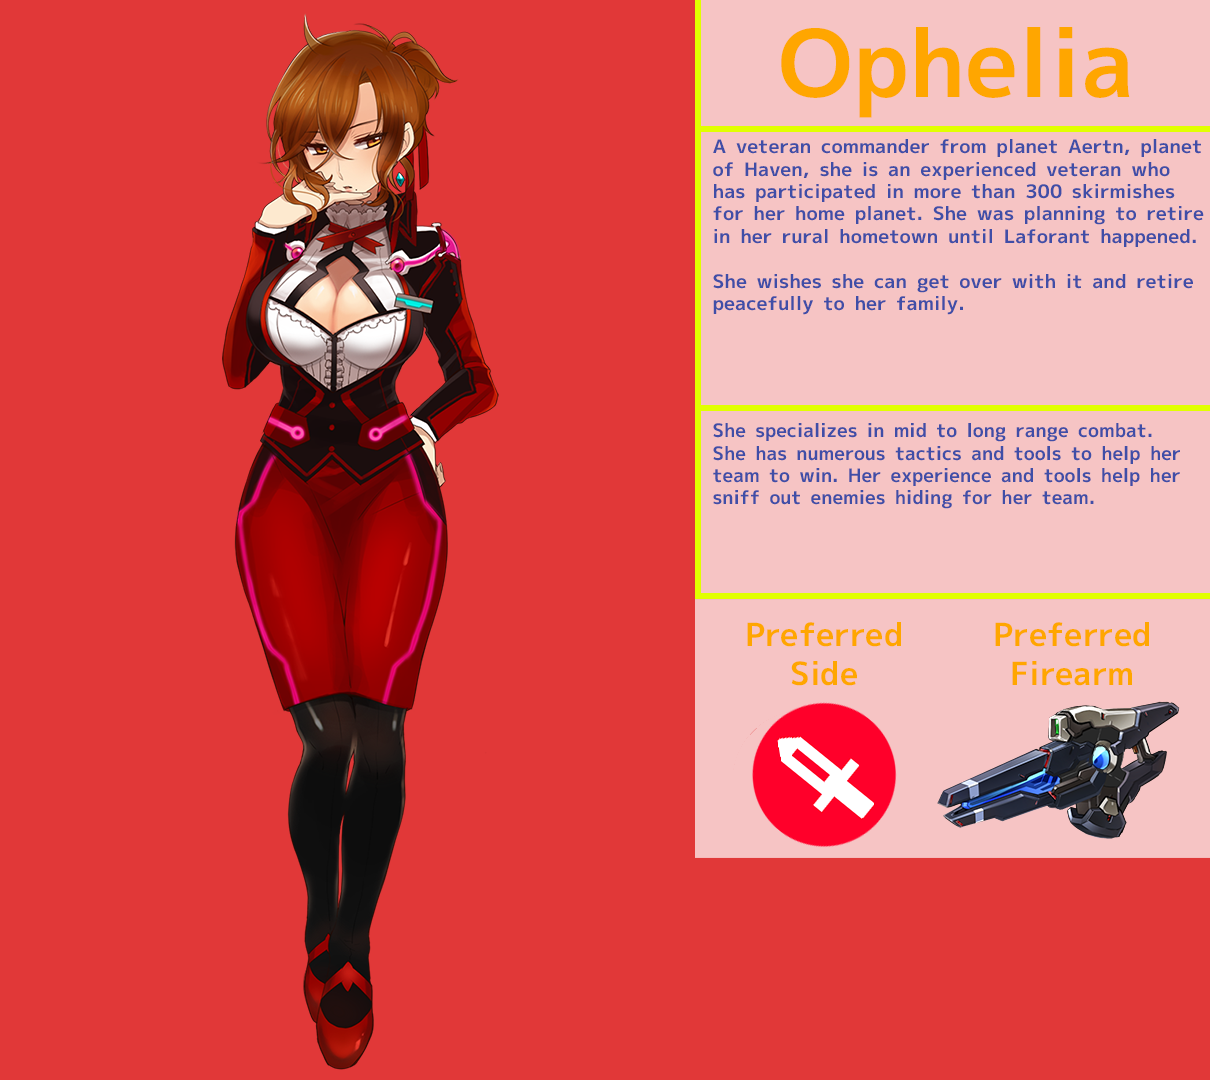 Ophelia
A veteran commander from planet Aertn, planet
of Haven, she is an experienced veteran who
has participated in more than 300 skirmishes
for her home planet. She was planning to retire
in her rural hometown until Laforant happened.
She wishes she can get over with it and retire
peacefully to her family.
She specializes in mid to long range combat.
She has numerous tactics and tools to help her
team to win. Her experience and tools help her
sniff out enemies hiding for her team.
Preferred
Side
Preferred
Firearm